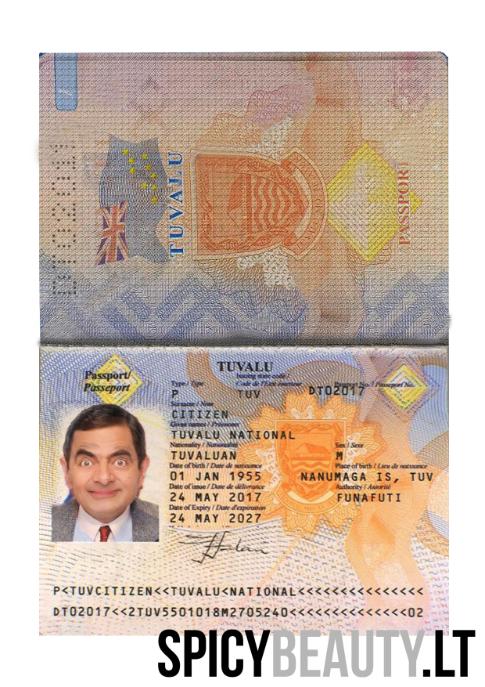 TUVALU
PASSPORT
TUVALU
Passport/
Passeport
Type / Type
Issuing state code /
Code de l'Etat émetteur
Passport No. / Passeport No.
P
TUV
DT02017
Surname / Nom
CITIZEN
Given names / Prénoms
TUVALU NATIONAL
Nationality / Nationalité
Sex / Sexe
TUVALUAN
M
Date of birth / Date de naissance
Place of birth / Lieu de naissance
01 JAN 1955
NANUMAGA IS, TUV
Date of issue / Date de délivrance
Authority / Autorité
24 MAY 2017
FUNAFUTI
Date of Expiry / Date d'expiration
24 MAY 2027
P<TUVCITIZEN<<TUVALU<NATIONAL<<<<<<<<<<<<<<<
DT02017<<2TUV5501018M2705240<<<<<<<<<<<<<<02
SPICYBEAUTY.LT